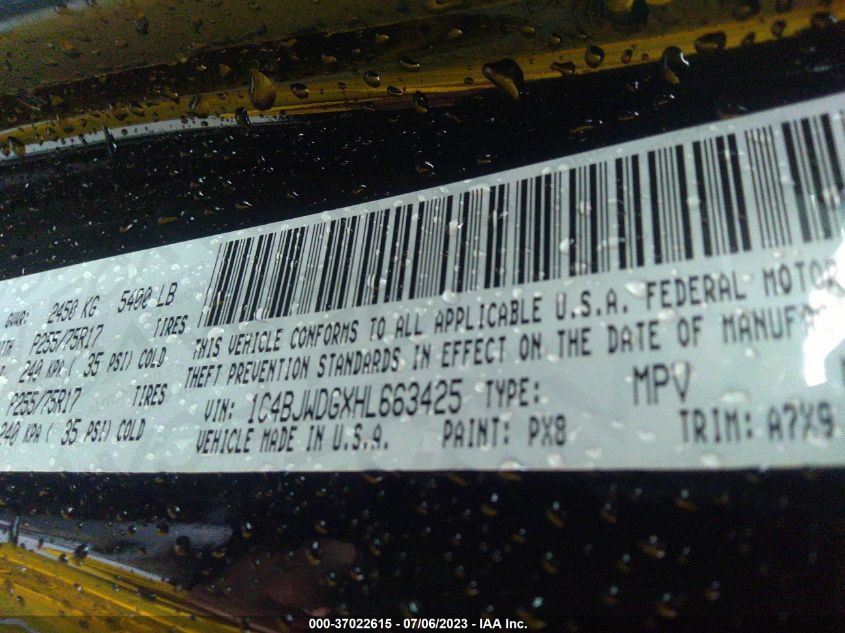 GVWR: 2450 KG 5400 LB
P255/75R17 TIRES
240 KPA ( 35 PSI) COLD
P255/75R17 TIRES
240 KPA ( 35 PSI) COLD
THIS VEHICLE CONFORMS TO ALL APPLICABLE U.S.A. FEDERAL MOTOR
THEFT PREVENTION STANDARDS IN EFFECT ON THE DATE OF
VIN: 1C4BJWDGXHL663425 TYPE: MPV
VEHICLE MADE IN U.S.A. PAINT: PX8 TRIM: A7X9
000-37022615 - 07/06/2023 - IAA Inc.